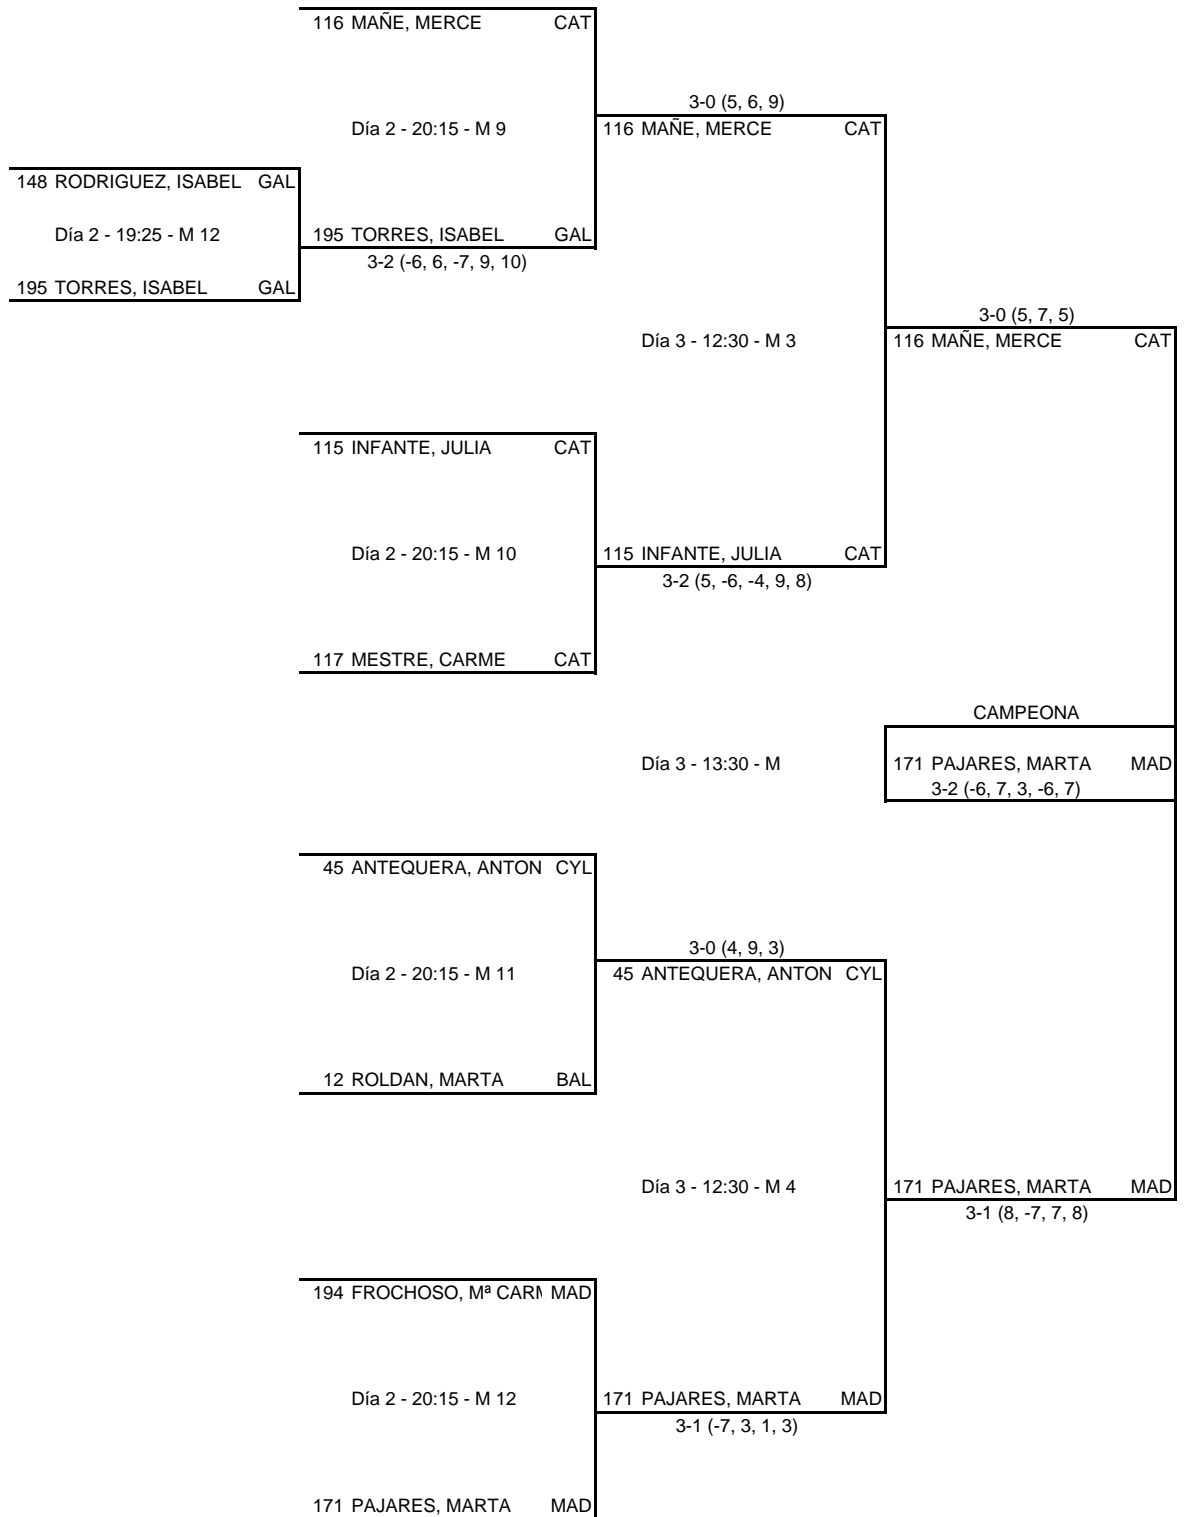 116 MAÑE, MERCE CAT
3-0 (5, 6, 9)
Día 2 - 20:15 - M 9
116 MAÑE, MERCE CAT
148 RODRIGUEZ, ISABEL GAL
Día 2 - 19:25 - M 12
195 TORRES, ISABEL GAL
3-2 (-6, 6, -7, 9, 10)
195 TORRES, ISABEL GAL
3-0 (5, 7, 5)
Día 3 - 12:30 - M 3
116 MAÑE, MERCE CAT
115 INFANTE, JULIA CAT
Día 2 - 20:15 - M 10
115 INFANTE, JULIA CAT
3-2 (5, -6, -4, 9, 8)
117 MESTRE, CARME CAT
CAMPEONA
Día 3 - 13:30 - M
171 PAJARES, MARTA MAD
3-2 (-6, 7, 3, -6, 7)
45 ANTEQUERA, ANTON CYL
3-0 (4, 9, 3)
Día 2 - 20:15 - M 11
45 ANTEQUERA, ANTON CYL
12 ROLDAN, MARTA BAL
Día 3 - 12:30 - M 4
171 PAJARES, MARTA MAD
3-1 (8, -7, 7, 8)
194 FROCHOSO, Mª CARM MAD
Día 2 - 20:15 - M 12
171 PAJARES, MARTA MAD
3-1 (-7, 3, 1, 3)
171 PAJARES, MARTA MAD